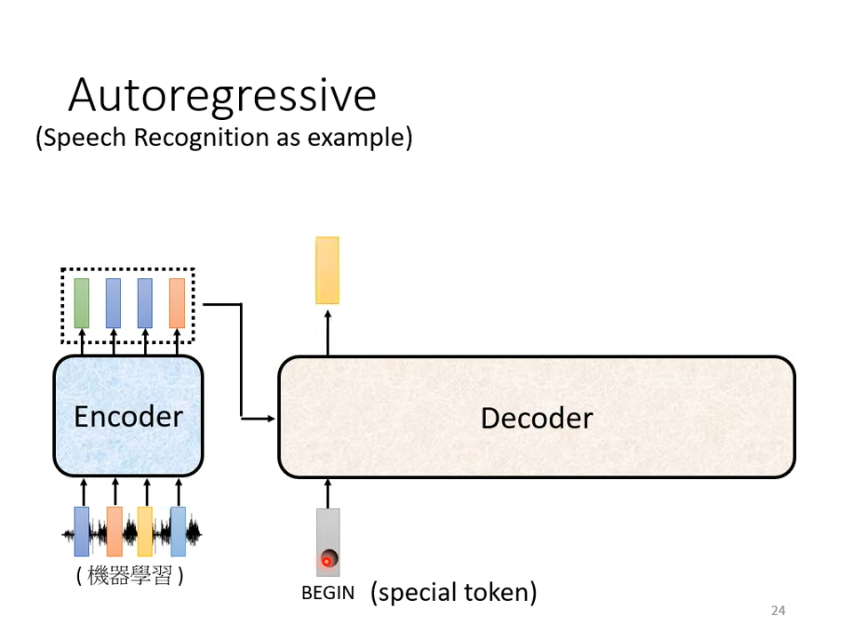 Autoregressive
(Speech Recognition as example)
Encoder
Decoder
( 機器學習 )
BEGIN (special token)
24